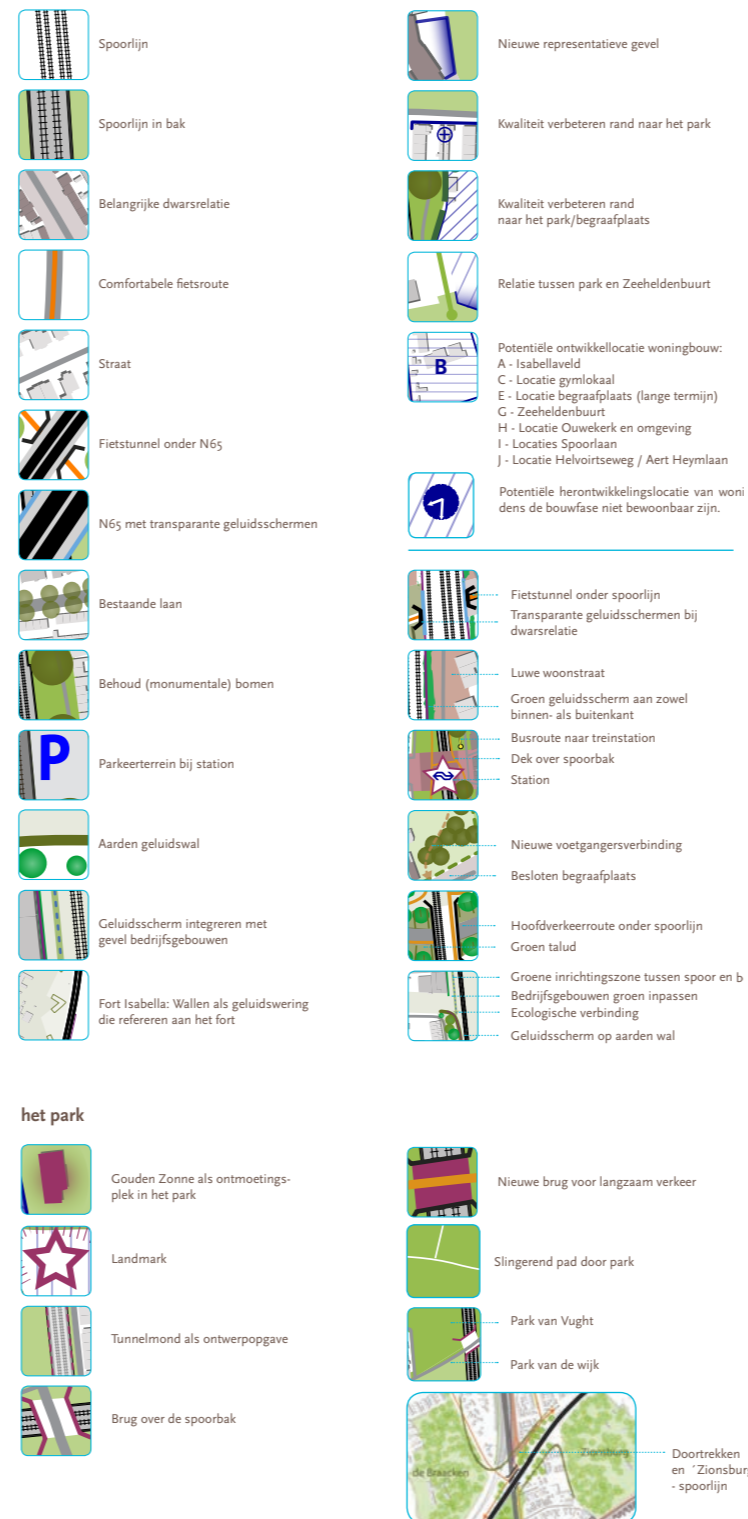 Spoorlijn
Spoorlijn in bak
Belangrijke dwarsrelatie
Comfortabele fietsroute
Straat
Fietstunnel onder N65
N65 met transparante geluidsschermen
Bestaande laan
Behoud (monumentale) bomen
P
Parkeerterrein bij station
Aarden geluidswal
Geluidsscherm integreren met
gevel bedrijfsgebouwen
Fort Isabella: Wallen als geluidswering
die refereren aan het fort
Nieuwe representatieve gevel
Kwaliteit verbeteren rand naar het park
Kwaliteit verbeteren rand
naar het park/begraafplaats
Relatie tussen park en Zeeheldenbuurt
B
Potentiële ontwikkellocatie woningbouw:
A - Isabellaveld
C - Locatie gymlokaal
E - Locatie begraafplaats (lange termijn)
G - Zeeheldenbuurt
H - Locatie Ouwekerk en omgeving
I - Locaties Spoorlaan
J - Locatie Helvoirtseweg / Aert Heymlaan
Potentiële herontwikkelingslocatie van woni
dens de bouwfase niet bewoonbaar zijn.
Fietstunnel onder spoorlijn
Transparante geluidsschermen bij
dwarsrelatie
Luwe woonstraat
Groen geluidsscherm aan zowel
binnen- als buitenkant
Busroute naar treinstation
Dek over spoorbak
Station
Nieuwe voetgangersverbinding
Besloten begraafplaats
Hoofdverkeerroute onder spoorlijn
Groen talud
Groene inrichtingszone tussen spoor en b
Bedrijfsgebouwen groen inpassen
Ecologische verbinding
Geluidsscherm op aarden wal
het park
Gouden Zonne als ontmoetings-
plek in het park
Landmark
Tunnelmond als ontwerpopgave
Brug over de spoorbak
Nieuwe brug voor langzaam verkeer
Slingerend pad door park
Park van Vught
Park van de wijk
de Braacken
Zionsburg
Doortrekken
en ´Zionsburg
- spoorlijn